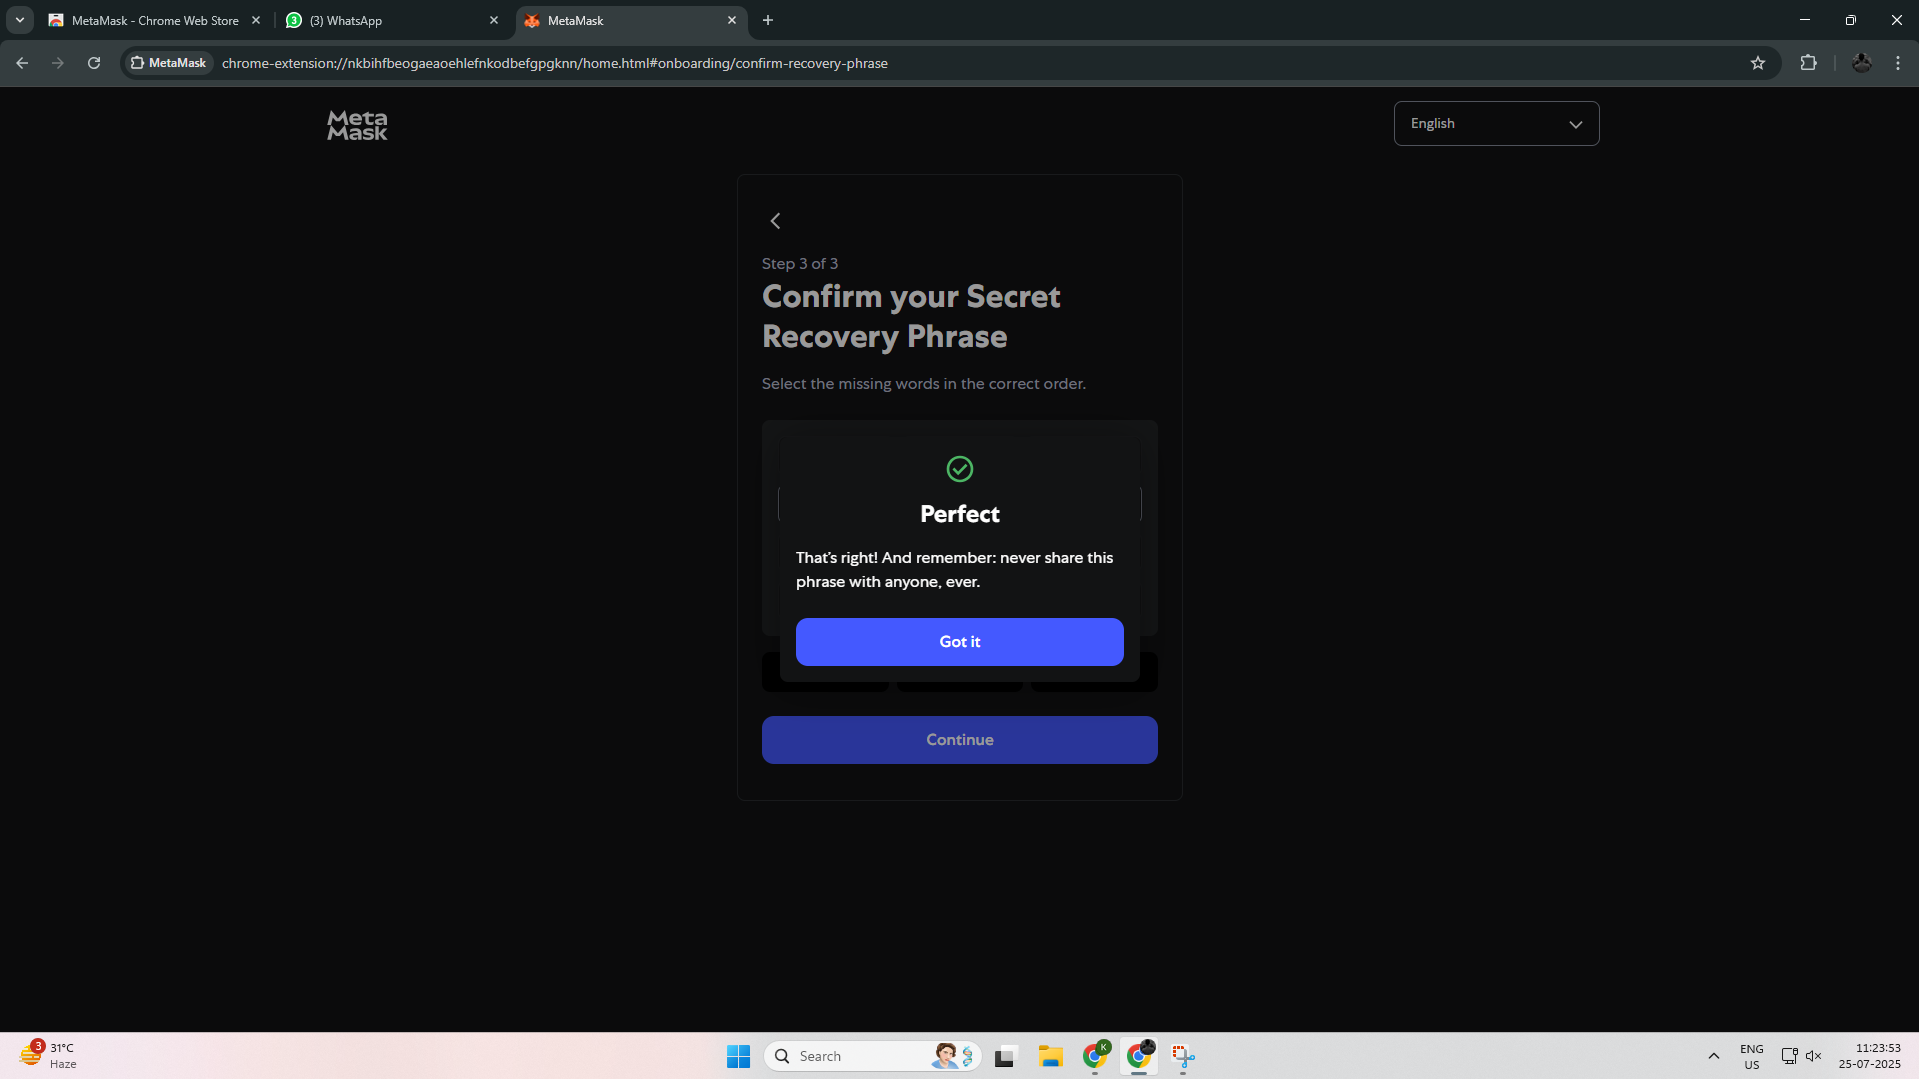 MetaMask - Chrome Web Store
(3) WhatsApp
MetaMask
MetaMask
chrome-extension://nkbihfbeogaeaoehlefnkodbefgpgknn/home.html#onboarding/confirm-recovery-phrase
Meta
Mask
English
Step 3 of 3
Confirm your Secret
Recovery Phrase
Select the missing words in the correct order.
Perfect
That's right! And remember: never share this
phrase with anyone, ever.
Got it
Continue
3
31°C
Haze
Search
K
ENG
US
11:23:53
25-07-2025